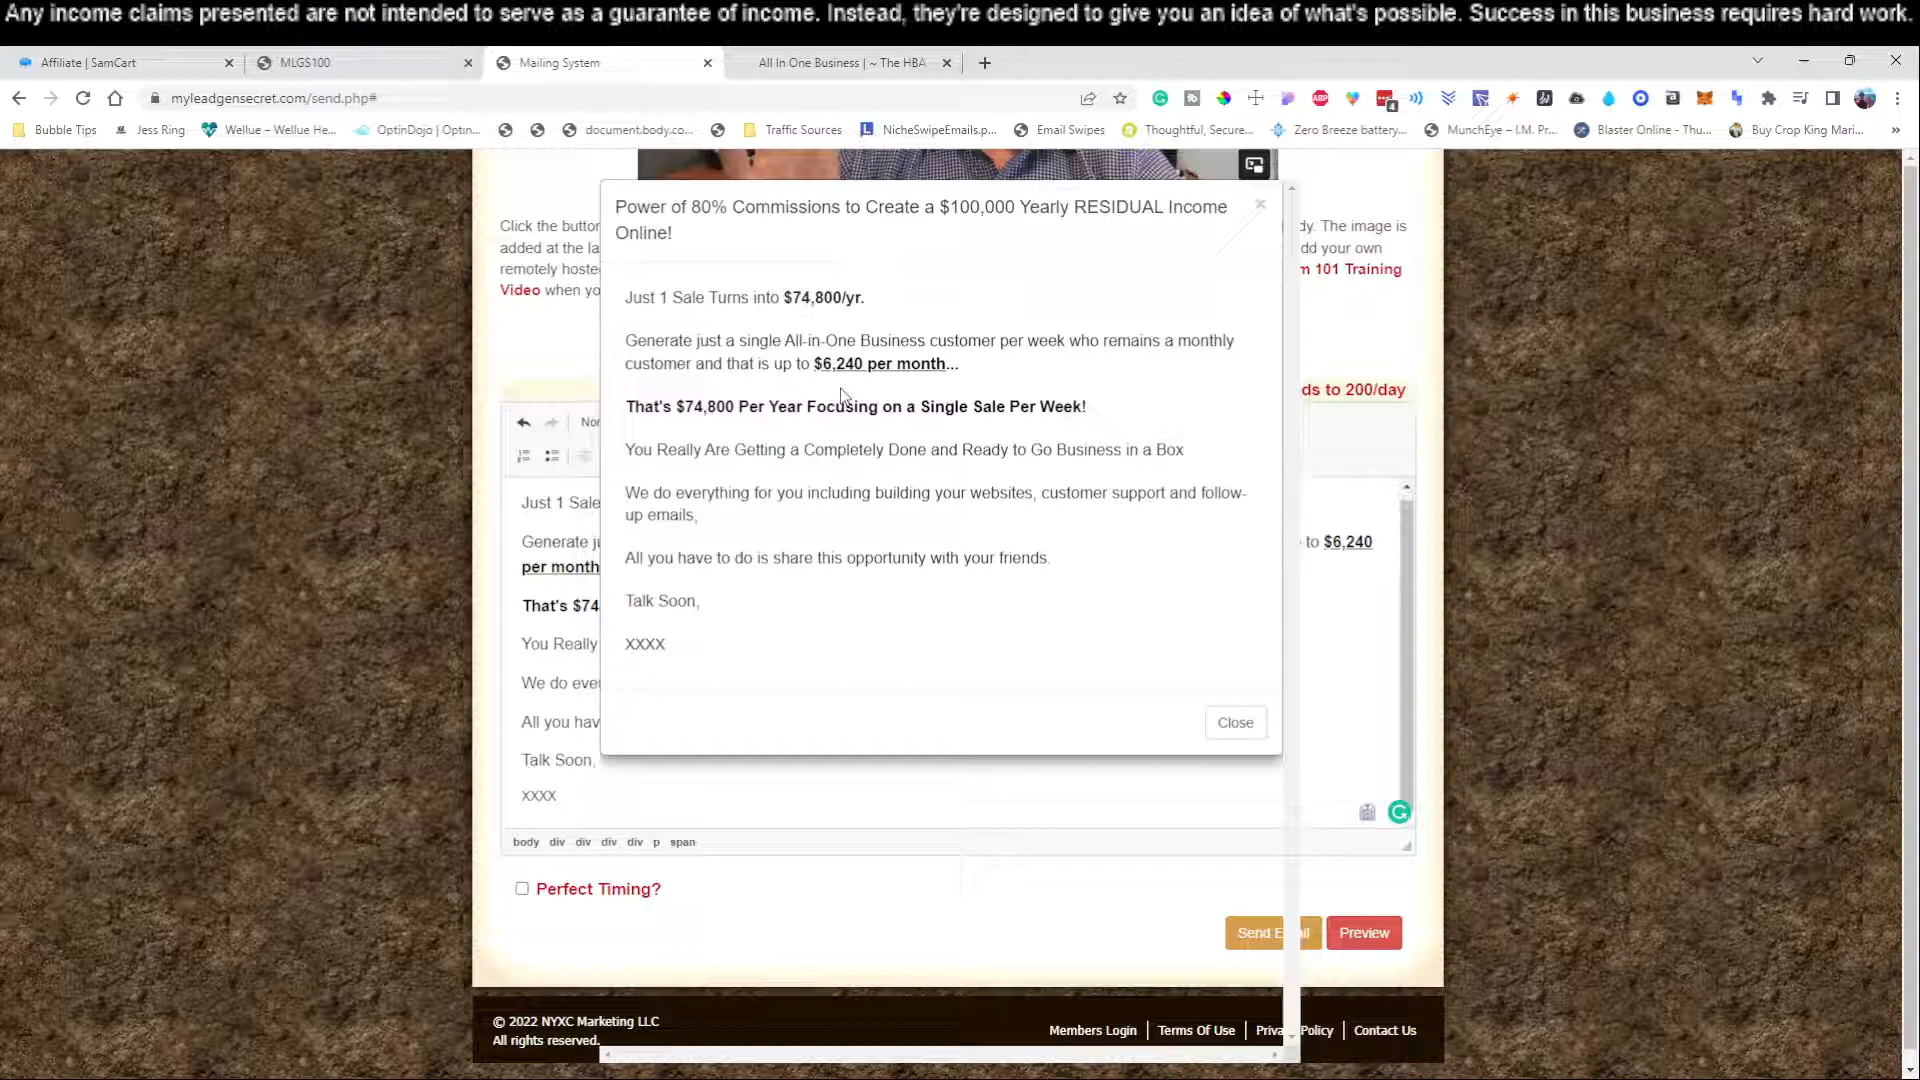 Any income claims presented are not intended to serve as a guarantee of income. Instead, they're designed to give you an idea of what's possible. Success in this business requires hard work.
Affiliate | SamCart
MLGS100
Mailing System
All In One Business | ~ The HBA
myleadgensecret.com/send.php#
4
Bubble Tips
Jess Ring
Wellue – Wellue He...
OptinDojo | Optin...
document.body.co...
Traffic Sources
NicheSwipeEmails.p...
Email Swipes
Thoughtful, Secure...
Zero Breeze battery...
MunchEye – I.M. Pr...
Blaster Online - Thu...
Buy Crop King Mari...
Power of 80% Commissions to Create a $100,000 Yearly RESIDUAL Income
Online!
Click the button
dy. The image is
added at the la
dd your own
remotely hoste
m 101 Training
Video when yo
Just 1 Sale Turns into $74,800/yr.
Generate just a single All-in-One Business customer per week who remains a monthly
customer and that is up to $6,240 per month...
That's $74,800 Per Year Focusing on a Single Sale Per Week!
You Really Are Getting a Completely Done and Ready to Go Business in a Box
We do everything for you including building your websites, customer support and follow-
up emails,
All you have to do is share this opportunity with your friends.
Talk Soon,
XXXX
Close
ds to 200/day
Nor
Just 1 Sale
Generate ju
to $6,240
per month
That's $74
You Really
We do ever
All you hav
Talk Soon,
XXXX
body div div div div p span
Perfect Timing?
Send E il
Preview
© 2022 NYXC Marketing LLC
All rights reserved.
Members Login
Terms Of Use
Priva Policy
Contact Us